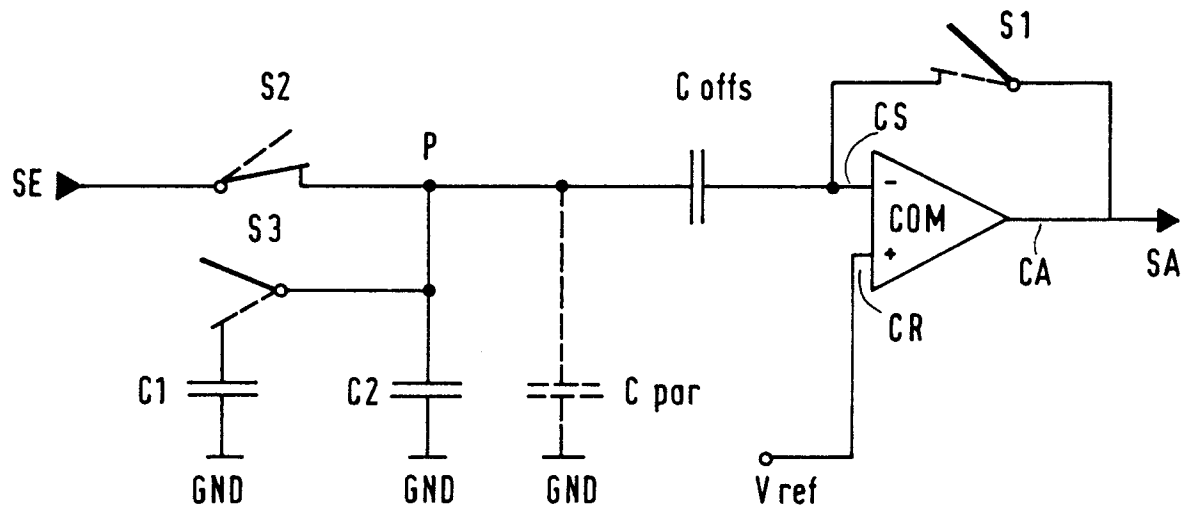 S1
S2
C offs
P
CS
SE
-
COM
S3
+
CA
SA
CR
C1
C2
C par
GND
GND
GND
V ref